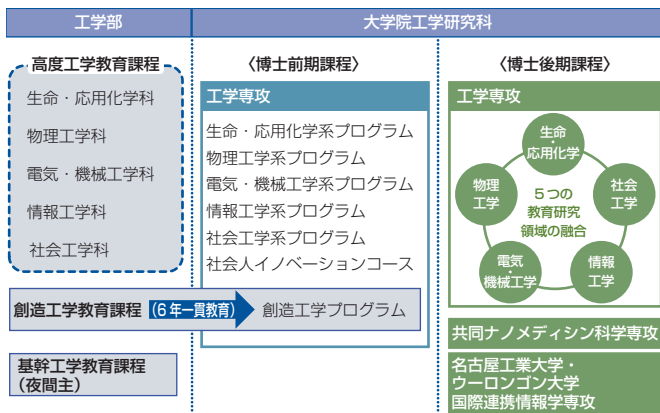 工学部
大学院工学研究科
高度工学教育課程
生命・応用化学科
物理工学科
電気・機械工学科
情報工学科
社会工学科
創造工学教育課程
(6年一貫教育)
基幹工学教育課程
(夜間主)
〈博士前期課程〉
工学専攻
生命・応用化学系プログラム
物理工学系プログラム
電気・機械工学系プログラム
情報工学系プログラム
社会工学系プログラム
社会人イノベーションコース
創造工学プログラム
〈博士後期課程〉
工学専攻
生命・
応用化学
物理
工学
社会
工学
5つの
教育研究
領域の融合
電気・
機械工学
情報
工学
共同ナノメディシン科学専攻
名古屋工業大学・
ウーロンゴン大学
国際連携情報学専攻